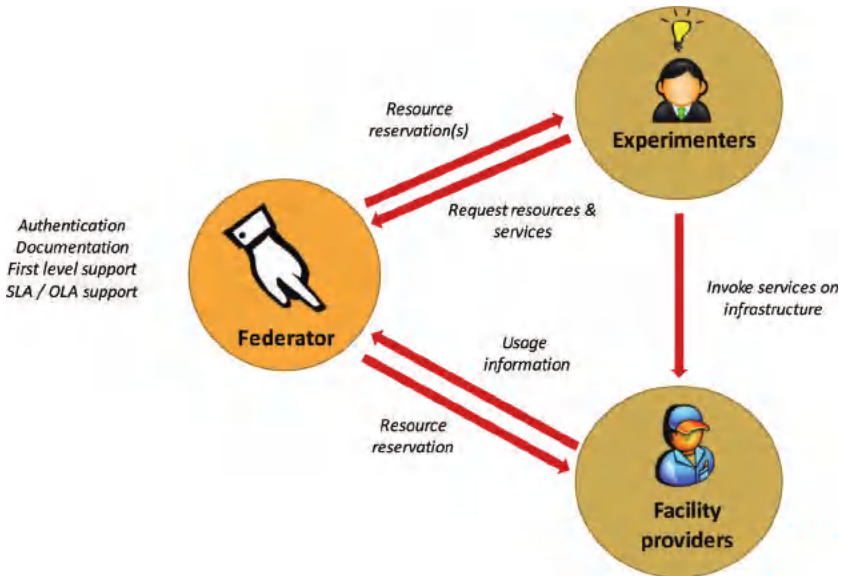 Resource
reservation(s)
Experimenters
Request resources &
services
Authentication
Documentation
First level support
SLA / OLA support
Federator
Invoke services on
infrastructure
Usage
information
Resource
reservation
Facility
providers